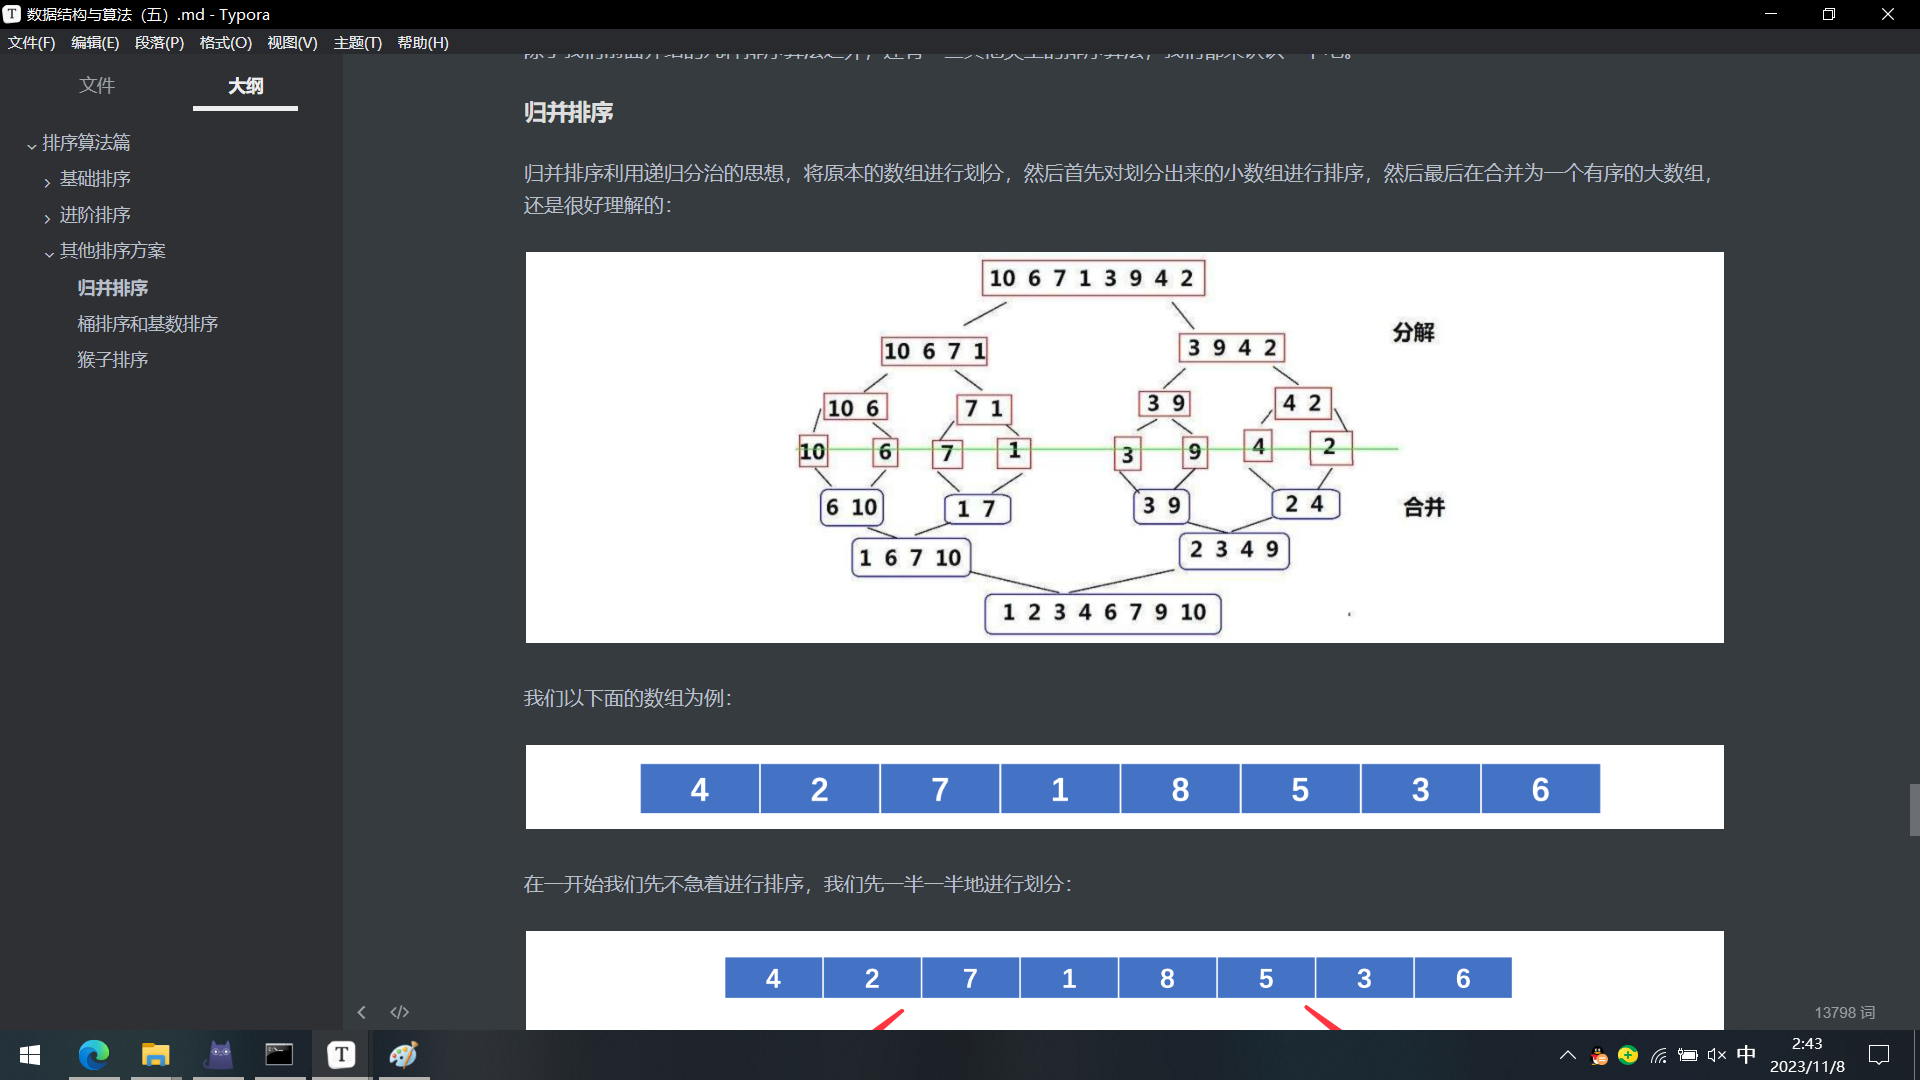 数据结构与算法（五）.md - Typora
文件(F) 编辑(E) 段落(P) 格式(O) 视图(V) 主题(T) 帮助(H)
文件 大纲
排序算法篇
基础排序
进阶排序
其他排序方案
归并排序
桶排序和基数排序
猴子排序
归并排序
归并排序利用递归分治的思想，将原本的数组进行划分，然后首先对划分出来的小数组进行排序，然后最后在合并为一个有序的大数组，
还是很好理解的：
10 6 7 1 3 9 4 2
分解
10 6 7 1 3 9 4 2
10 6 7 1 3 9 4 2
10 6 7 1 3 9 4 2
6 10 1 7 3 9 2 4
合并
1 6 7 10 2 3 4 9
1 2 3 4 6 7 9 10
我们以下面的数组为例：
4 2 7 1 8 5 3 6
在一开始我们先不急着进行排序，我们先一半一半地进行划分：
4 2 7 1 8 5 3 6
13798 词
中
2:43
2023/11/8